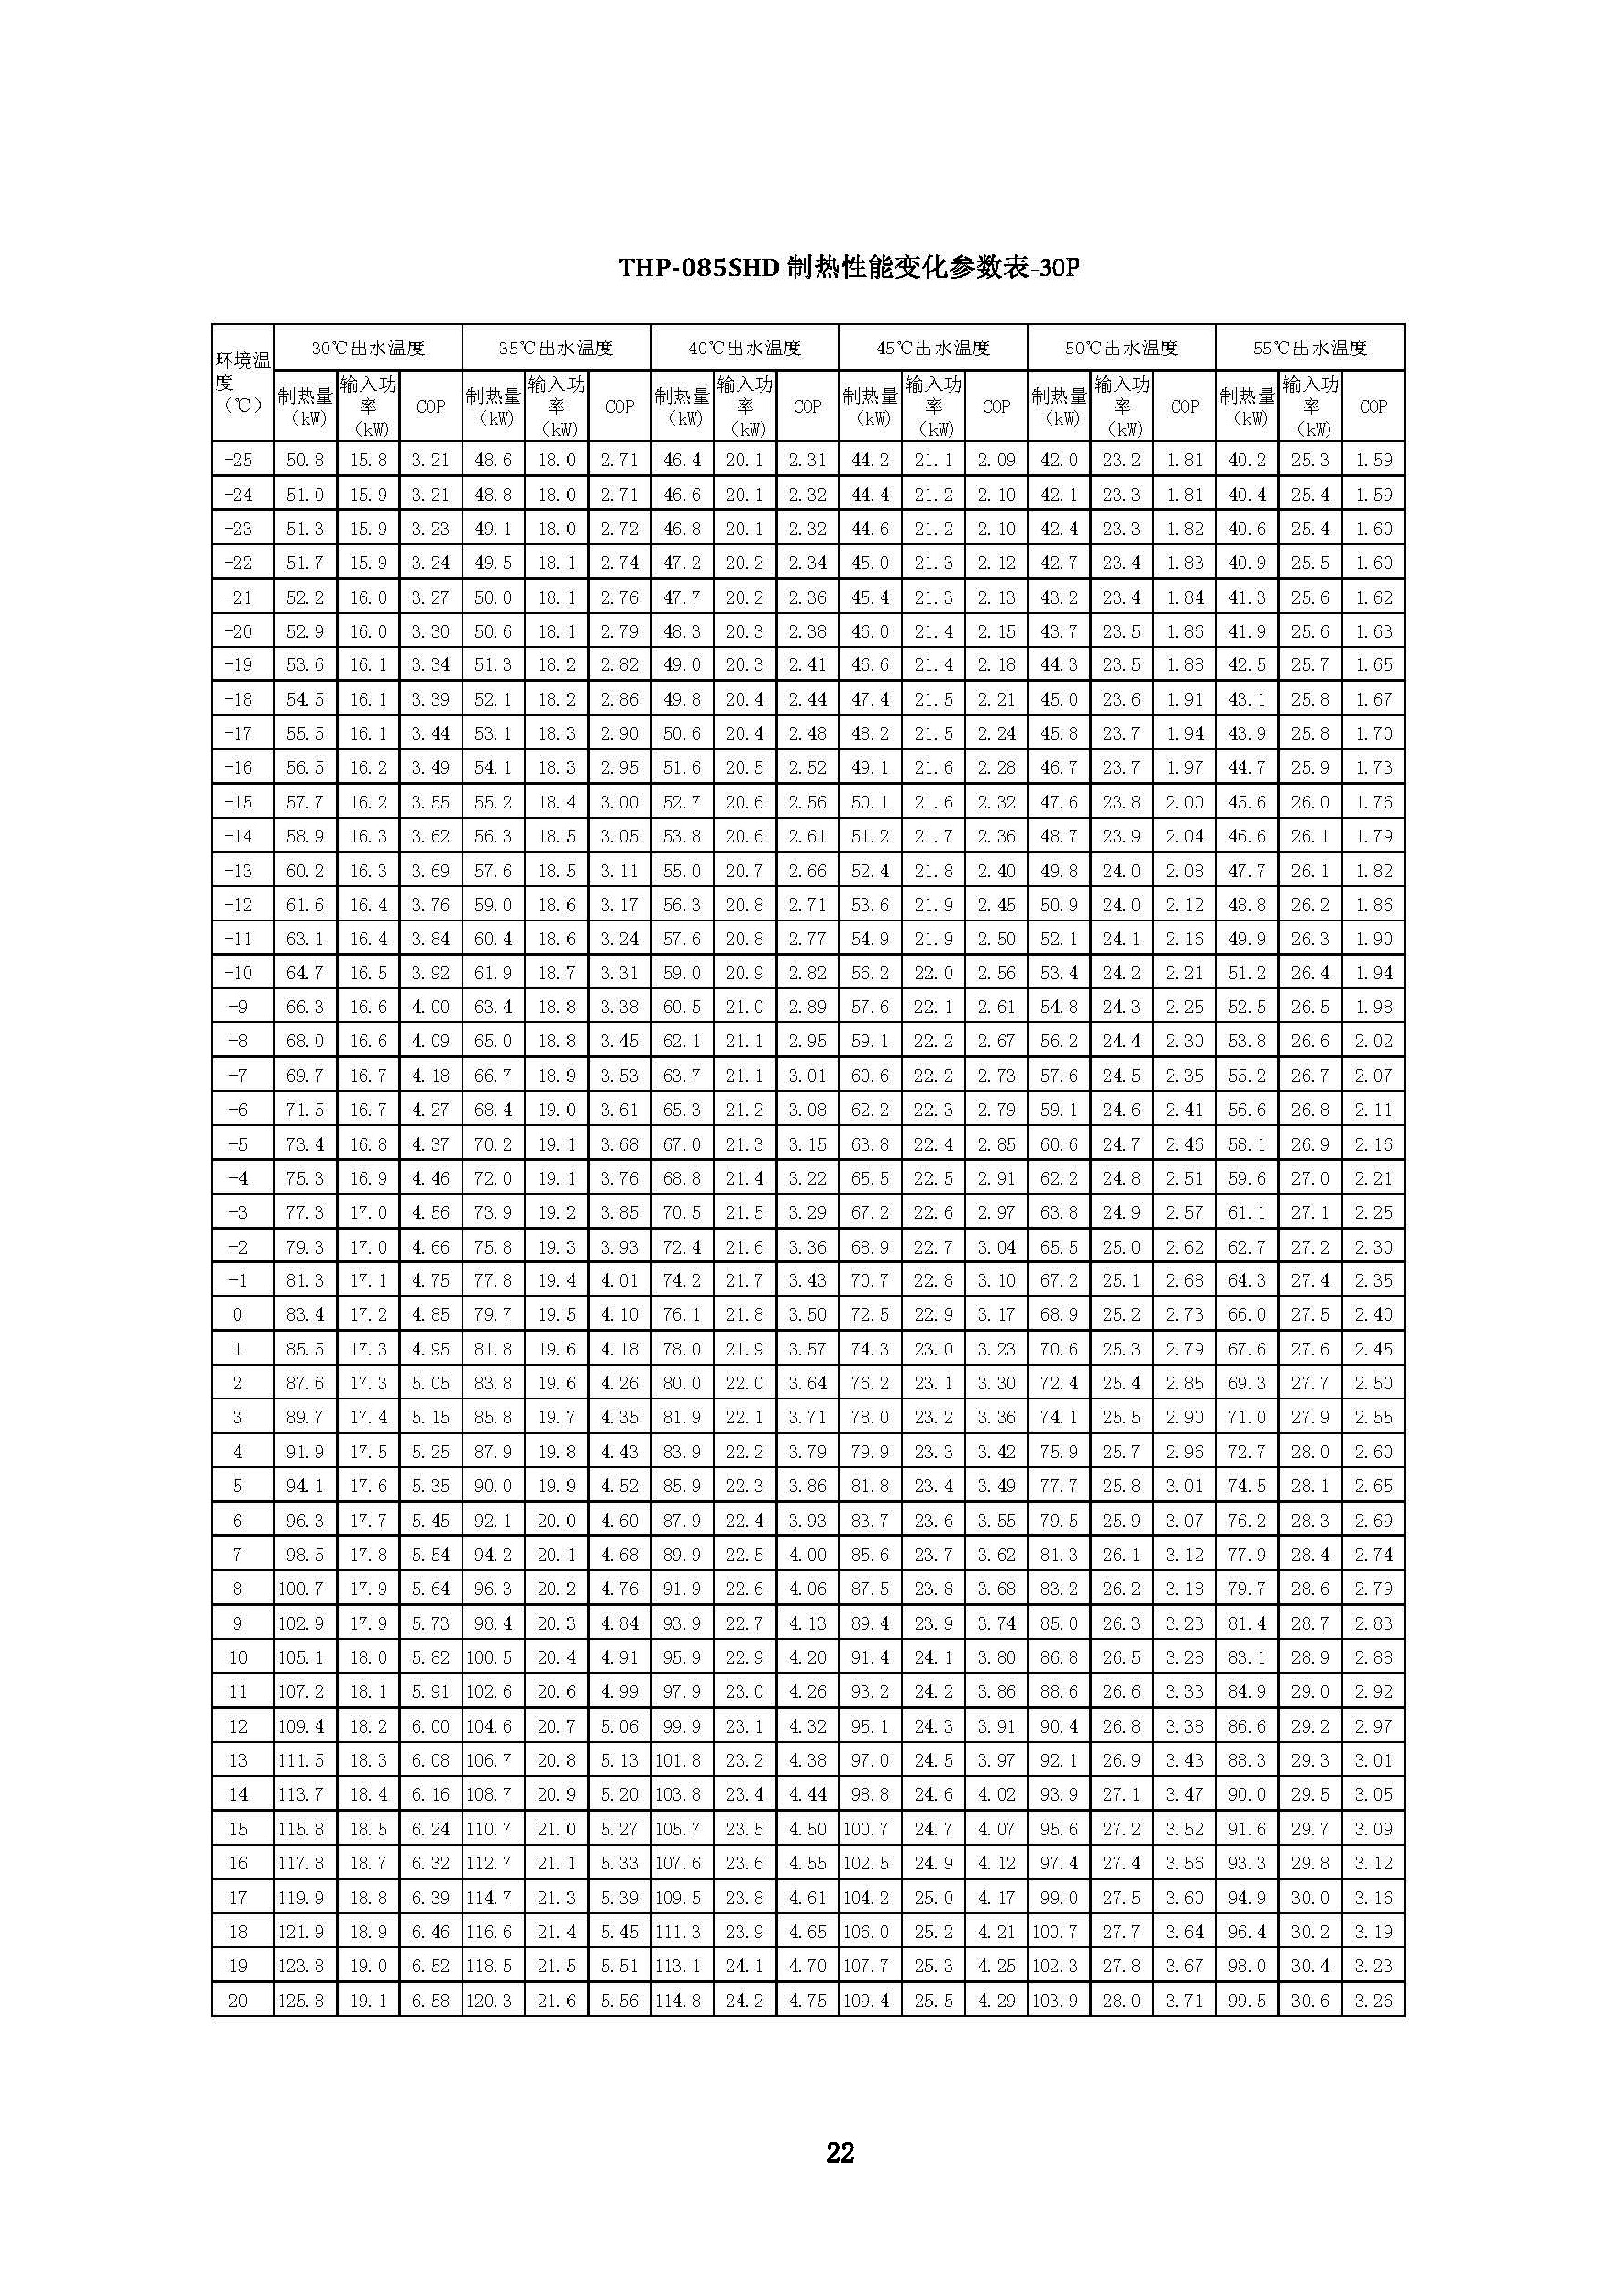 THP-085SHD 制热性能变化参数表-30P
环境温度（℃） 30℃出水温度 35℃出水温度 40℃出水温度 45℃出水温度 50℃出水温度 55℃出水温度
制热量（kW） 输入功率（kW） COP 制热量（kW） 输入功率（kW） COP 制热量（kW） 输入功率（kW） COP 制热量（kW） 输入功率（kW） COP 制热量（kW） 输入功率（kW） COP 制热量（kW） 输入功率（kW） COP
-25 50.8 15.8 3.21 48.6 18.0 2.71 46.4 20.1 2.31 44.2 21.1 2.09 42.0 23.2 1.81 40.2 25.3 1.59
-24 51.0 15.9 3.21 48.8 18.0 2.71 46.6 20.1 2.32 44.4 21.2 2.10 42.1 23.3 1.81 40.4 25.4 1.59
-23 51.3 15.9 3.23 49.1 18.0 2.72 46.8 20.1 2.32 44.6 21.2 2.10 42.4 23.3 1.82 40.6 25.4 1.60
-22 51.7 15.9 3.24 49.5 18.1 2.74 47.2 20.2 2.34 45.0 21.3 2.12 42.7 23.4 1.83 40.9 25.5 1.60
-21 52.2 16.0 3.27 50.0 18.1 2.76 47.7 20.2 2.36 45.4 21.3 2.13 43.2 23.4 1.84 41.3 25.6 1.62
-20 52.9 16.0 3.30 50.6 18.1 2.79 48.3 20.3 2.38 46.0 21.4 2.15 43.7 23.5 1.86 41.9 25.6 1.63
-19 53.6 16.1 3.34 51.3 18.2 2.82 49.0 20.3 2.41 46.6 21.4 2.18 44.3 23.5 1.88 42.5 25.7 1.65
-18 54.5 16.1 3.39 52.1 18.2 2.86 49.8 20.4 2.44 47.4 21.5 2.21 45.0 23.6 1.91 43.1 25.8 1.67
-17 55.5 16.1 3.44 53.1 18.3 2.90 50.6 20.4 2.48 48.2 21.5 2.24 45.8 23.7 1.94 43.9 25.8 1.70
-16 56.5 16.2 3.49 54.1 18.3 2.95 51.6 20.5 2.52 49.1 21.6 2.28 46.7 23.7 1.97 44.7 25.9 1.73
-15 57.7 16.2 3.55 55.2 18.4 3.00 52.7 20.6 2.56 50.1 21.6 2.32 47.6 23.8 2.00 45.6 26.0 1.76
-14 58.9 16.3 3.62 56.3 18.5 3.05 53.8 20.6 2.61 51.2 21.7 2.36 48.7 23.9 2.04 46.6 26.1 1.79
-13 60.2 16.3 3.69 57.6 18.5 3.11 55.0 20.7 2.66 52.4 21.8 2.40 49.8 24.0 2.08 47.7 26.1 1.82
-12 61.6 16.4 3.76 59.0 18.6 3.17 56.3 20.8 2.71 53.6 21.9 2.45 50.9 24.0 2.12 48.8 26.2 1.86
-11 63.1 16.4 3.84 60.4 18.6 3.24 57.6 20.8 2.77 54.9 21.9 2.50 52.1 24.1 2.16 49.9 26.3 1.90
-10 64.7 16.5 3.92 61.9 18.7 3.31 59.0 20.9 2.82 56.2 22.0 2.56 53.4 24.2 2.21 51.2 26.4 1.94
-9 66.3 16.6 4.00 63.4 18.8 3.38 60.5 21.0 2.89 57.6 22.1 2.61 54.8 24.3 2.25 52.5 26.5 1.98
-8 68.0 16.6 4.09 65.0 18.8 3.45 62.1 21.1 2.95 59.1 22.2 2.67 56.2 24.4 2.30 53.8 26.6 2.02
-7 69.7 16.7 4.18 66.7 18.9 3.53 63.7 21.1 3.01 60.6 22.2 2.73 57.6 24.5 2.35 55.2 26.7 2.07
-6 71.5 16.7 4.27 68.4 19.0 3.61 65.3 21.2 3.08 62.2 22.3 2.79 59.1 24.6 2.41 56.6 26.8 2.11
-5 73.4 16.8 4.37 70.2 19.1 3.68 67.0 21.3 3.15 63.8 22.4 2.85 60.6 24.7 2.46 58.1 26.9 2.16
-4 75.3 16.9 4.46 72.0 19.1 3.76 68.8 21.4 3.22 65.5 22.5 2.91 62.2 24.8 2.51 59.6 27.0 2.21
-3 77.3 17.0 4.56 73.9 19.2 3.85 70.5 21.5 3.29 67.2 22.6 2.97 63.8 24.9 2.57 61.1 27.1 2.25
-2 79.3 17.0 4.66 75.8 19.3 3.93 72.4 21.6 3.36 68.9 22.7 3.04 65.5 25.0 2.62 62.7 27.2 2.30
-1 81.3 17.1 4.75 77.8 19.4 4.01 74.2 21.7 3.43 70.7 22.8 3.10 67.2 25.1 2.68 64.3 27.4 2.35
0 83.4 17.2 4.85 79.7 19.5 4.10 76.1 21.8 3.50 72.5 22.9 3.17 68.9 25.2 2.73 66.0 27.5 2.40
1 85.5 17.3 4.95 81.8 19.6 4.18 78.0 21.9 3.57 74.3 23.0 3.23 70.6 25.3 2.79 67.6 27.6 2.45
2 87.6 17.3 5.05 83.8 19.6 4.26 80.0 22.0 3.64 76.2 23.1 3.30 72.4 25.4 2.85 69.3 27.7 2.50
3 89.7 17.4 5.15 85.8 19.7 4.35 81.9 22.1 3.71 78.0 23.2 3.36 74.1 25.5 2.90 71.0 27.9 2.55
4 91.9 17.5 5.25 87.9 19.8 4.43 83.9 22.2 3.79 79.9 23.3 3.42 75.9 25.7 2.96 72.7 28.0 2.60
5 94.1 17.6 5.35 90.0 19.9 4.52 85.9 22.3 3.86 81.8 23.4 3.49 77.7 25.8 3.01 74.5 28.1 2.65
6 96.3 17.7 5.45 92.1 20.0 4.60 87.9 22.4 3.93 83.7 23.6 3.55 79.5 25.9 3.07 76.2 28.3 2.69
7 98.5 17.8 5.54 94.2 20.1 4.68 89.9 22.5 4.00 85.6 23.7 3.62 81.3 26.1 3.12 77.9 28.4 2.74
8 100.7 17.9 5.64 96.3 20.2 4.76 91.9 22.6 4.06 87.5 23.8 3.68 83.2 26.2 3.18 79.7 28.6 2.79
9 102.9 17.9 5.73 98.4 20.3 4.84 93.9 22.7 4.13 89.4 23.9 3.74 85.0 26.3 3.23 81.4 28.7 2.83
10 105.1 18.0 5.82 100.5 20.4 4.91 95.9 22.9 4.20 91.4 24.1 3.80 86.8 26.5 3.28 83.1 28.9 2.88
11 107.2 18.1 5.91 102.6 20.6 4.99 97.9 23.0 4.26 93.2 24.2 3.86 88.6 26.6 3.33 84.9 29.0 2.92
12 109.4 18.2 6.00 104.6 20.7 5.06 99.9 23.1 4.32 95.1 24.3 3.91 90.4 26.8 3.38 86.6 29.2 2.97
13 111.5 18.3 6.08 106.7 20.8 5.13 101.8 23.2 4.38 97.0 24.5 3.97 92.1 26.9 3.43 88.3 29.3 3.01
14 113.7 18.4 6.16 108.7 20.9 5.20 103.8 23.4 4.44 98.8 24.6 4.02 93.9 27.1 3.47 90.0 29.5 3.05
15 115.8 18.5 6.24 110.7 21.0 5.27 105.7 23.5 4.50 100.7 24.7 4.07 95.6 27.2 3.52 91.6 29.7 3.09
16 117.8 18.7 6.32 112.7 21.1 5.33 107.6 23.6 4.55 102.5 24.9 4.12 97.4 27.4 3.56 93.3 29.8 3.12
17 119.9 18.8 6.39 114.7 21.3 5.39 109.5 23.8 4.61 104.2 25.0 4.17 99.0 27.5 3.60 94.9 30.0 3.16
18 121.9 18.9 6.46 116.6 21.4 5.45 111.3 23.9 4.65 106.0 25.2 4.21 100.7 27.7 3.64 96.4 30.2 3.19
19 123.8 19.0 6.52 118.5 21.5 5.51 113.1 24.1 4.70 107.7 25.3 4.25 102.3 27.8 3.67 98.0 30.4 3.23
20 125.8 19.1 6.58 120.3 21.6 5.56 114.8 24.2 4.75 109.4 25.5 4.29 103.9 28.0 3.71 99.5 30.6 3.26
22